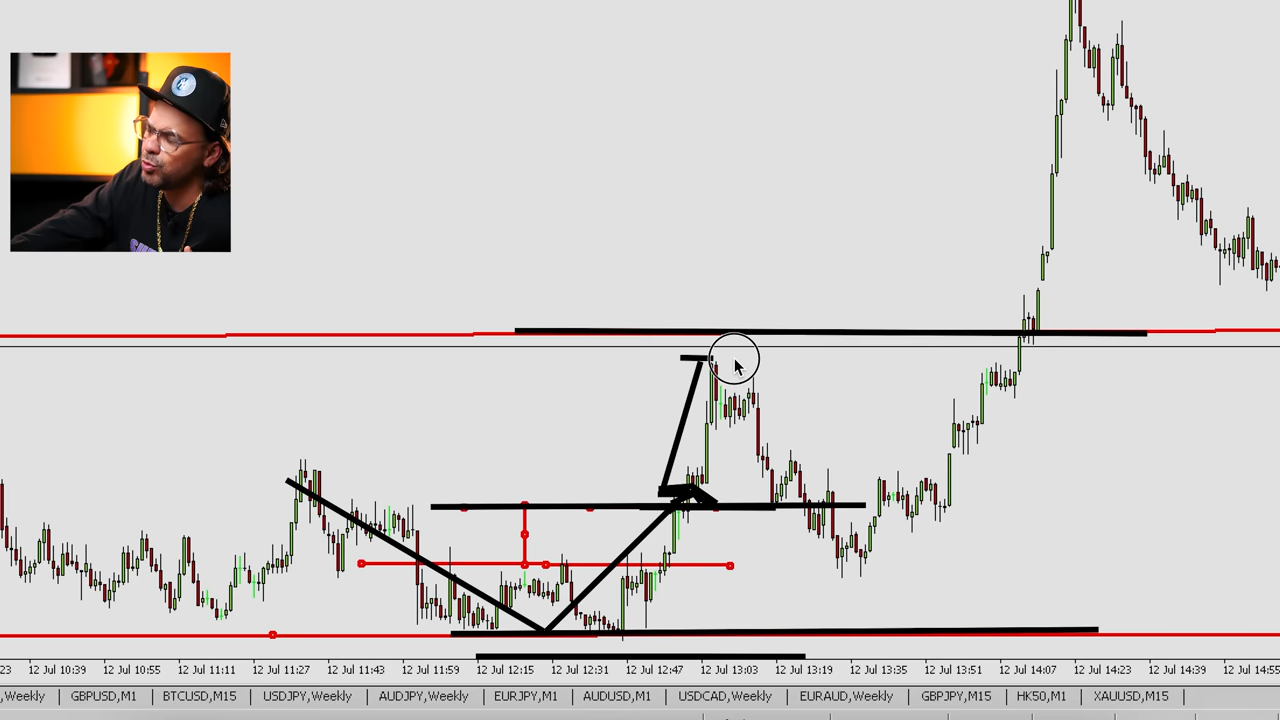 23 12 Jul 10:39 12 Jul 10:55 12 Jul 11:11 12 Jul 11:27 12 Jul 11:43 12 Jul 11:59 12 Jul 12:15 12 Jul 12:31 12 Jul 12:47 12 Jul 13:03 12 Jul 13:19 12 Jul 13:35 12 Jul 13:51 12 Jul 14:07 12 Jul 14:23 12 Jul 14:39 12 Jul 14:55
,Weekly | GBPUSD,M1 | BTCUSD,M15 | USDJPY,Weekly | AUDJPY,Weekly | EURJPY,M1 | AUDUSD,M1 | USDCAD,Weekly | EURAUD,Weekly | GBPJPY,M15 | HK50,M1 | XAUUSD,M15 |